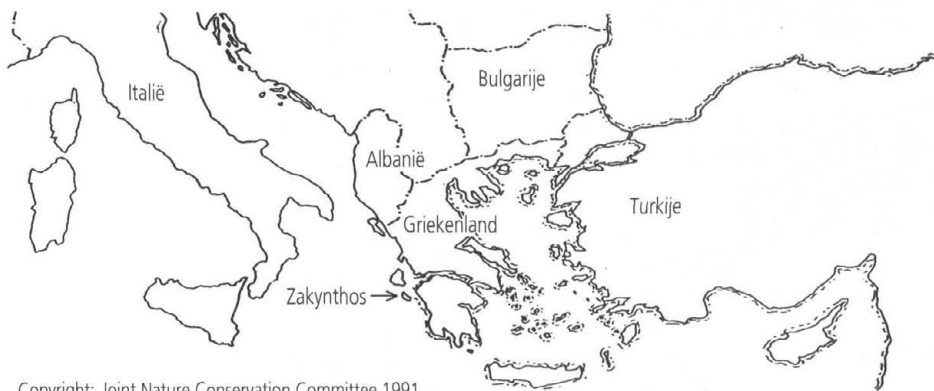 Italië
Bulgarije
Albanië
Turkije
Griekenland
Zakynthos
Copyright: Joint Nature Conservation Committee 1991